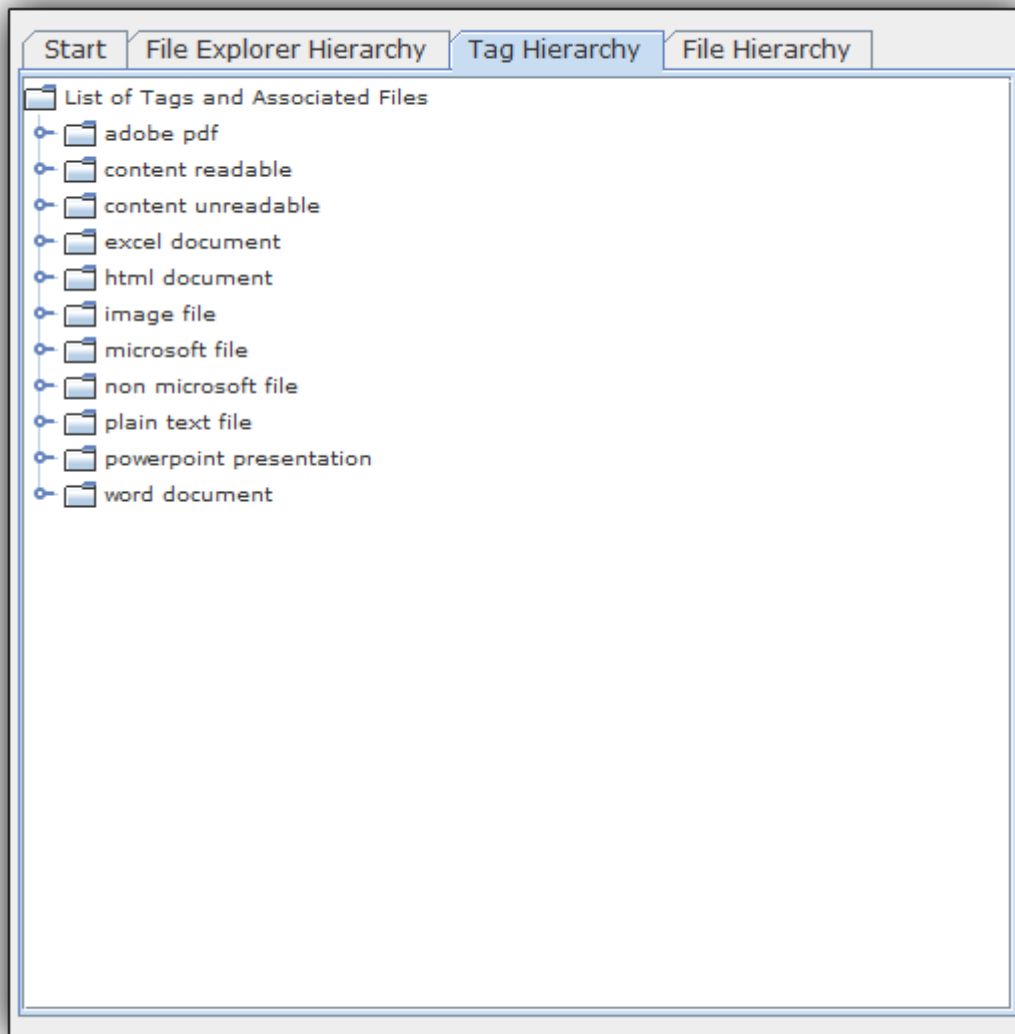 Start File Explorer Hierarchy Tag Hierarchy File Hierarchy
List of Tags and Associated Files
adobe pdf
content readable
content unreadable
excel document
html document
image file
microsoft file
non microsoft file
plain text file
powerpoint presentation
word document